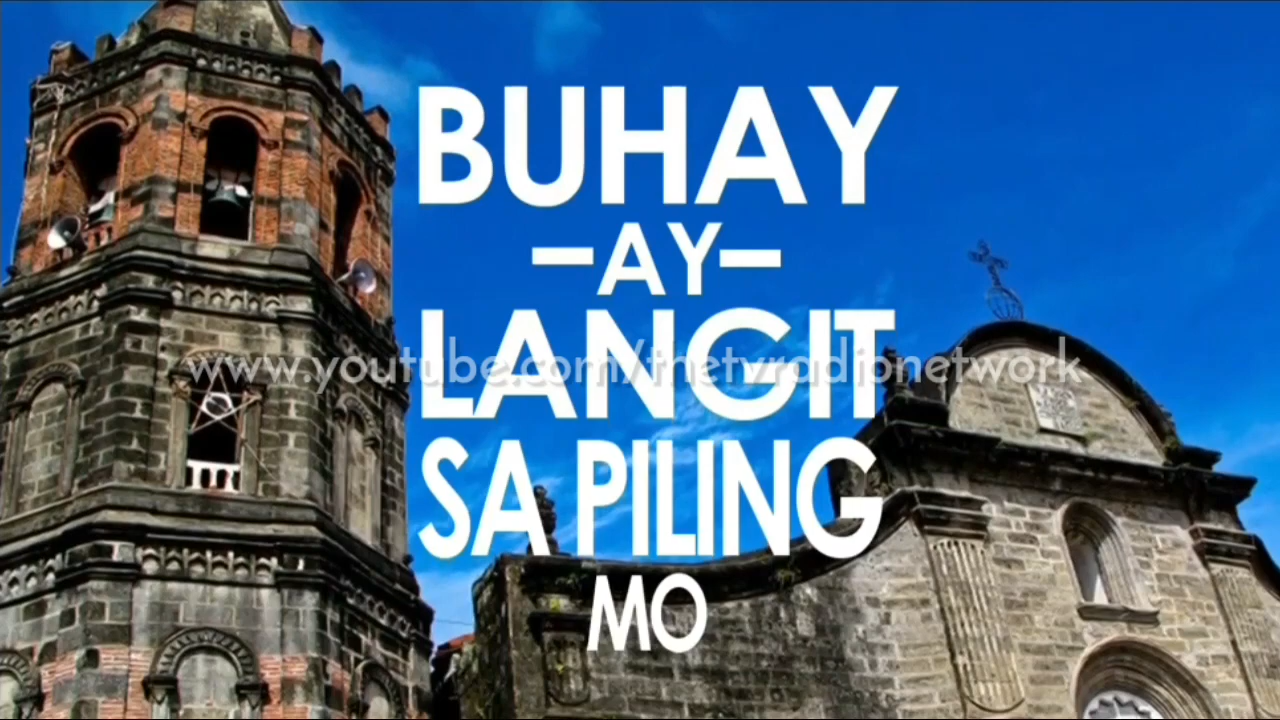 BUHAY
-AY-
LANGIT
www.youtube.com/thetvradionetwork
SA PILING
MO